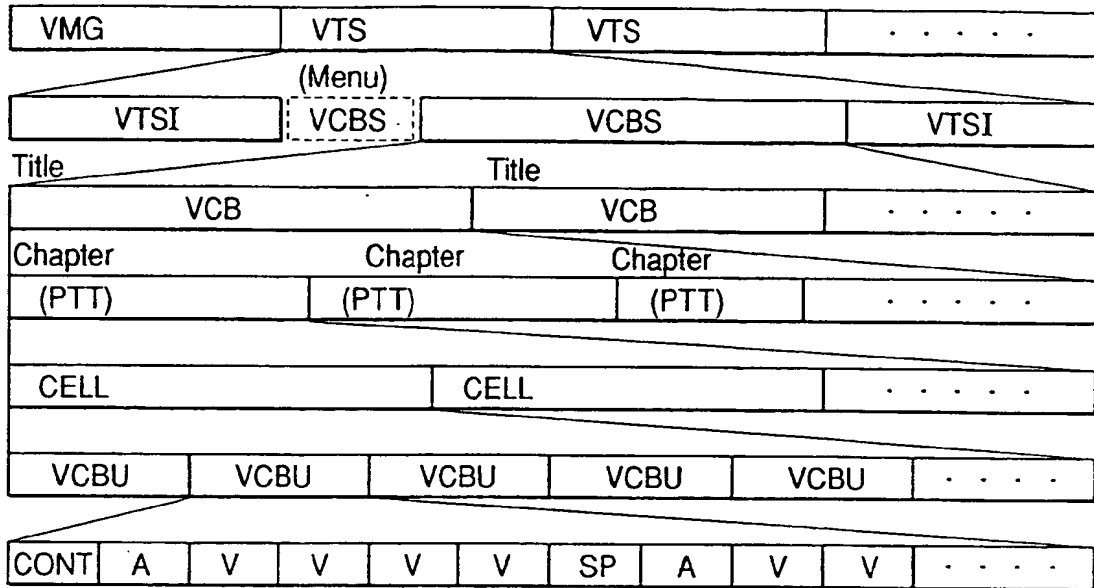 VMG VTS VTS . . . . .
(Menu)
VTSI VCBS VCBS VTSI
Title Title
VCB VCB . . . . .
Chapter Chapter Chapter
(PTT) (PTT) (PTT) . . . . .
CELL CELL . . . . .
VCBU VCBU VCBU VCBU VCBU . . . . .
CONT A V V V V SP A V V . . . . .